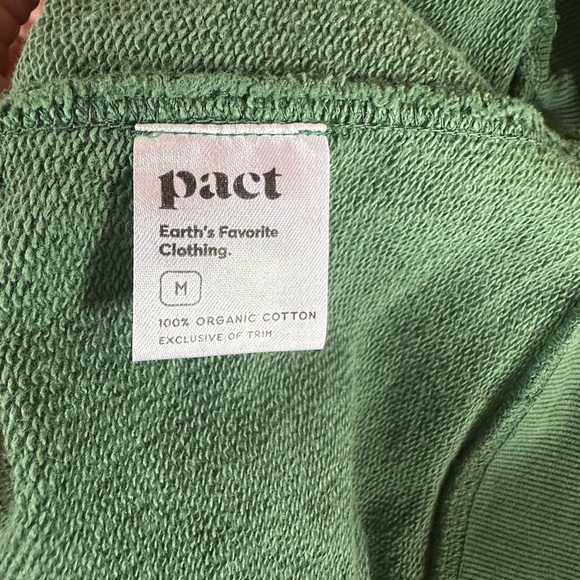 pact
Earth's Favorite
Clothing.
M
100% ORGANIC COTTON
EXCLUSIVE OF TRIM